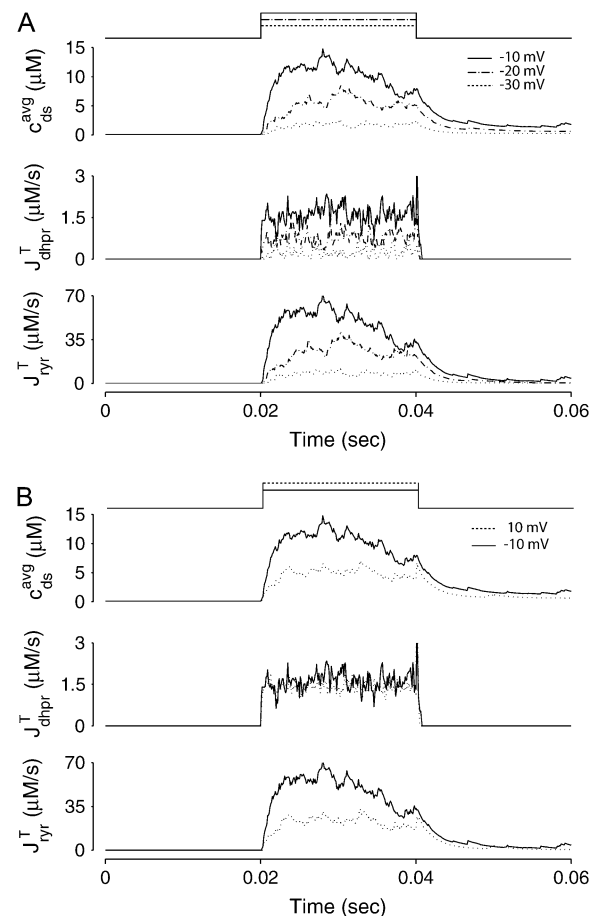 A
15
10
5
0
c_ds^avg (μM)
-10 mV
-20 mV
-30 mV
3
1.5
0
J_dhpr^T (μM/s)
70
35
0
J_ryr^T (μM/s)
0 0.02 0.04 0.06
Time (sec)
B
15
10
5
0
c_ds^avg (μM)
10 mV
-10 mV
3
1.5
0
J_dhpr^T (μM/s)
70
35
0
J_ryr^T (μM/s)
0 0.02 0.04 0.06
Time (sec)